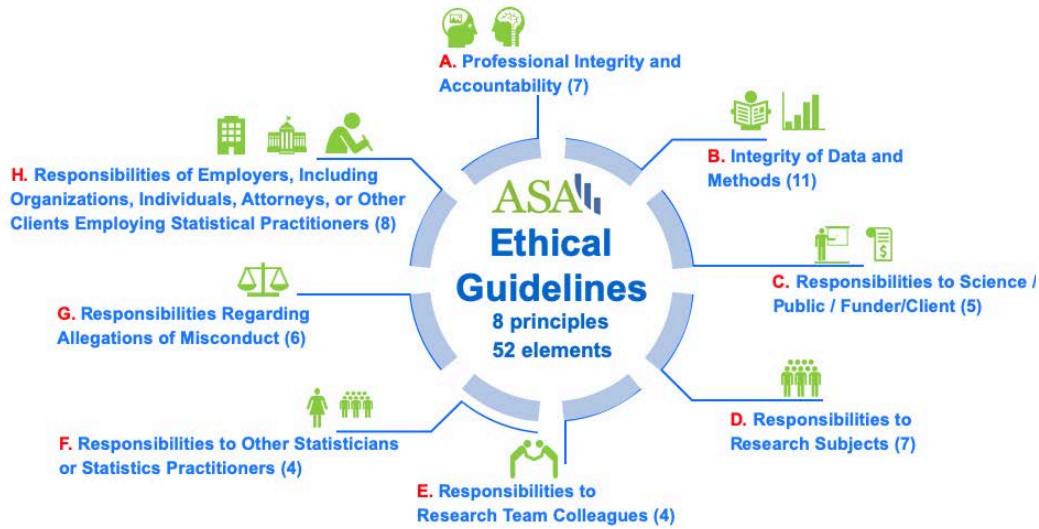 A. Professional Integrity and
Accountability (7)
B. Integrity of Data and
Methods (11)
C. Responsibilities to Science /
Public / Funder/Client (5)
D. Responsibilities to
Research Subjects (7)
E. Responsibilities to
Research Team Colleagues (4)
F. Responsibilities to Other Statisticians
or Statistics Practitioners (4)
G. Responsibilities Regarding
Allegations of Misconduct (6)
H. Responsibilities of Employers, Including
Organizations, Individuals, Attorneys, or Other
Clients Employing Statistical Practitioners (8)
ASA
Ethical
Guidelines
8 principles
52 elements
$